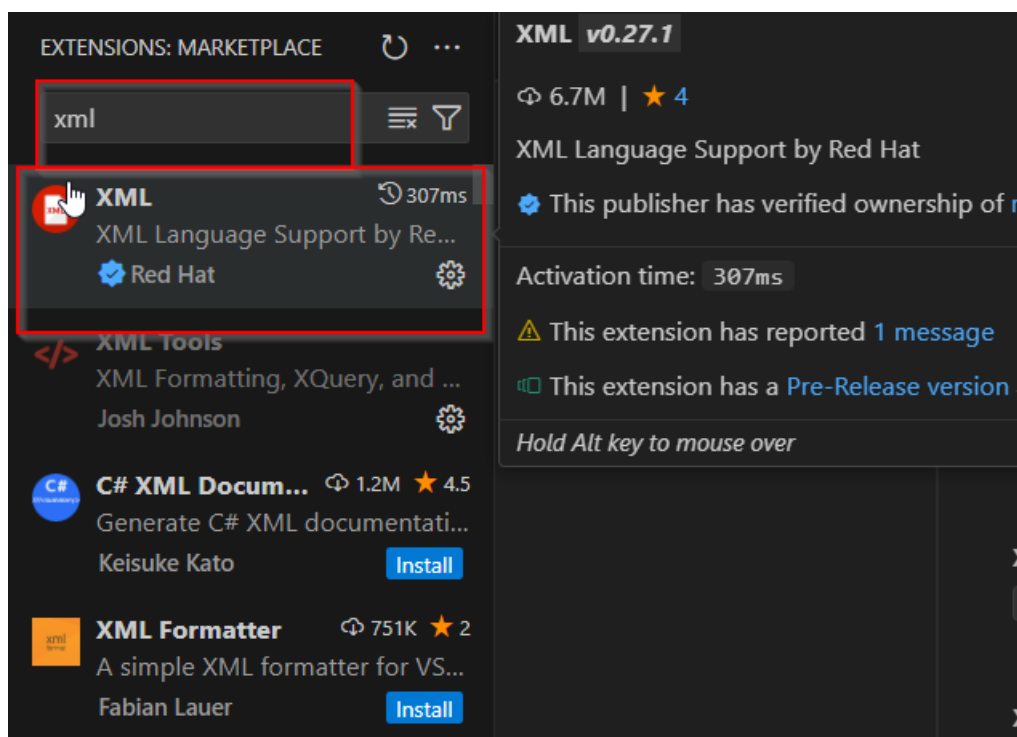 EXTENSIONS: MARKETPLACE
xml
XML 307ms
XML Language Support by Re...
Red Hat
XML Tools
XML Formatting, XQuery, and ...
Josh Johnson
C# XML Docum... 1.2M 4.5
Generate C# XML documentati...
Keisuke Kato Install
XML Formatter 751K 2
A simple XML formatter for VS...
Fabian Lauer Install
XML v0.27.1
6.7M | 4
XML Language Support by Red Hat
This publisher has verified ownership of
Activation time: 307ms
This extension has reported 1 message
This extension has a Pre-Release version
Hold Alt key to mouse over